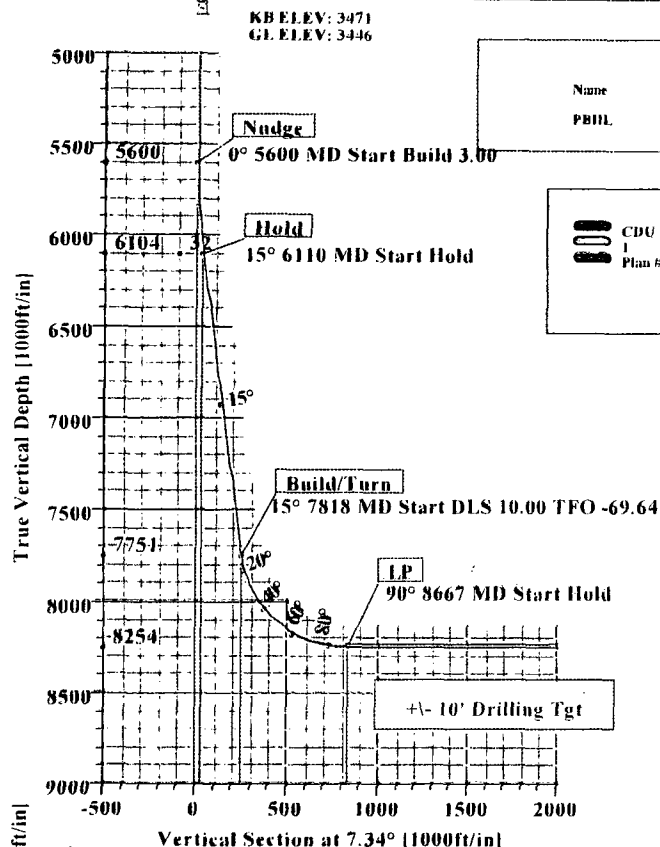 KB ELEV: 3471
GL ELEV: 3446
Name
PBHL
CDU
1
Plan #
True Vertical Depth [1000ft/in]
5000
5500
6000
6500
7000
7500
8000
8500
9000
5600
Nudge
0° 5600 MD Start Build 3.00
6104
32
Hold
15° 6110 MD Start Hold
15°
7751
Build/Turn
15° 7818 MD Start DLS 10.00 TFO -69.64
20°
40°
60°
80°
8254
LP
90° 8667 MD Start Hold
+\- 10' Drilling Tgt
-500
0
500
1000
1500
2000
Vertical Section at 7.34° [1000ft/in]
ft/in]